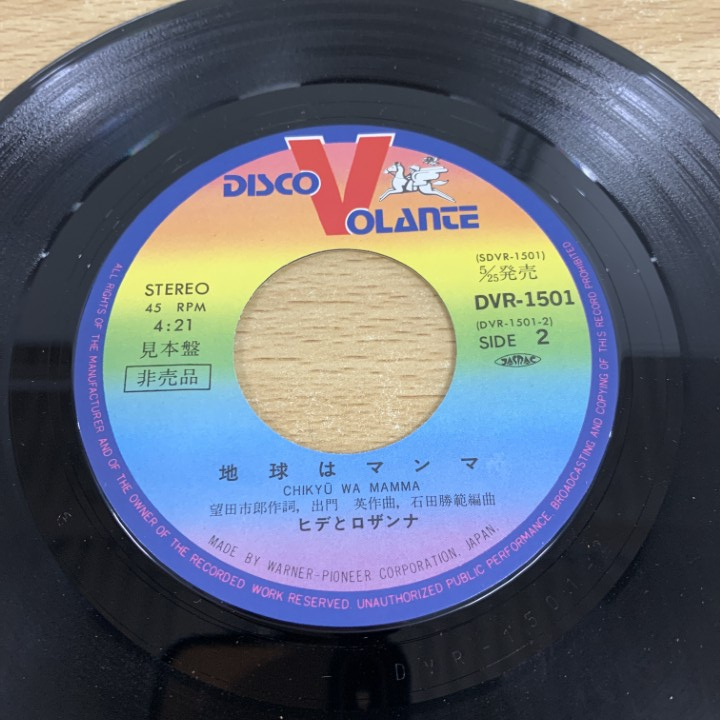 DISCO VOLANTE
STEREO
45 RPM
4:21
見本盤
非売品
(SDVR-1501)
5/25発売
DVR-1501
(DVR-1501-2)
SIDE 2
JASRAC
地球はマンマ
CHIKYŪ WA MAMMA
望田市郎作詞, 出門 英作曲, 石田勝範編曲
ヒデとロザンナ
MADE BY WARNER-PIONEER CORPORATION, JAPAN.
ALL RIGHTS OF THE MANUFACTURER AND OF THE OWNER OF THE RECORDED WORK RESERVED. UNAUTHORIZED PUBLIC PERFORMANCE, BROADCASTING AND COPYING OF THIS RECORD PROHIBITED